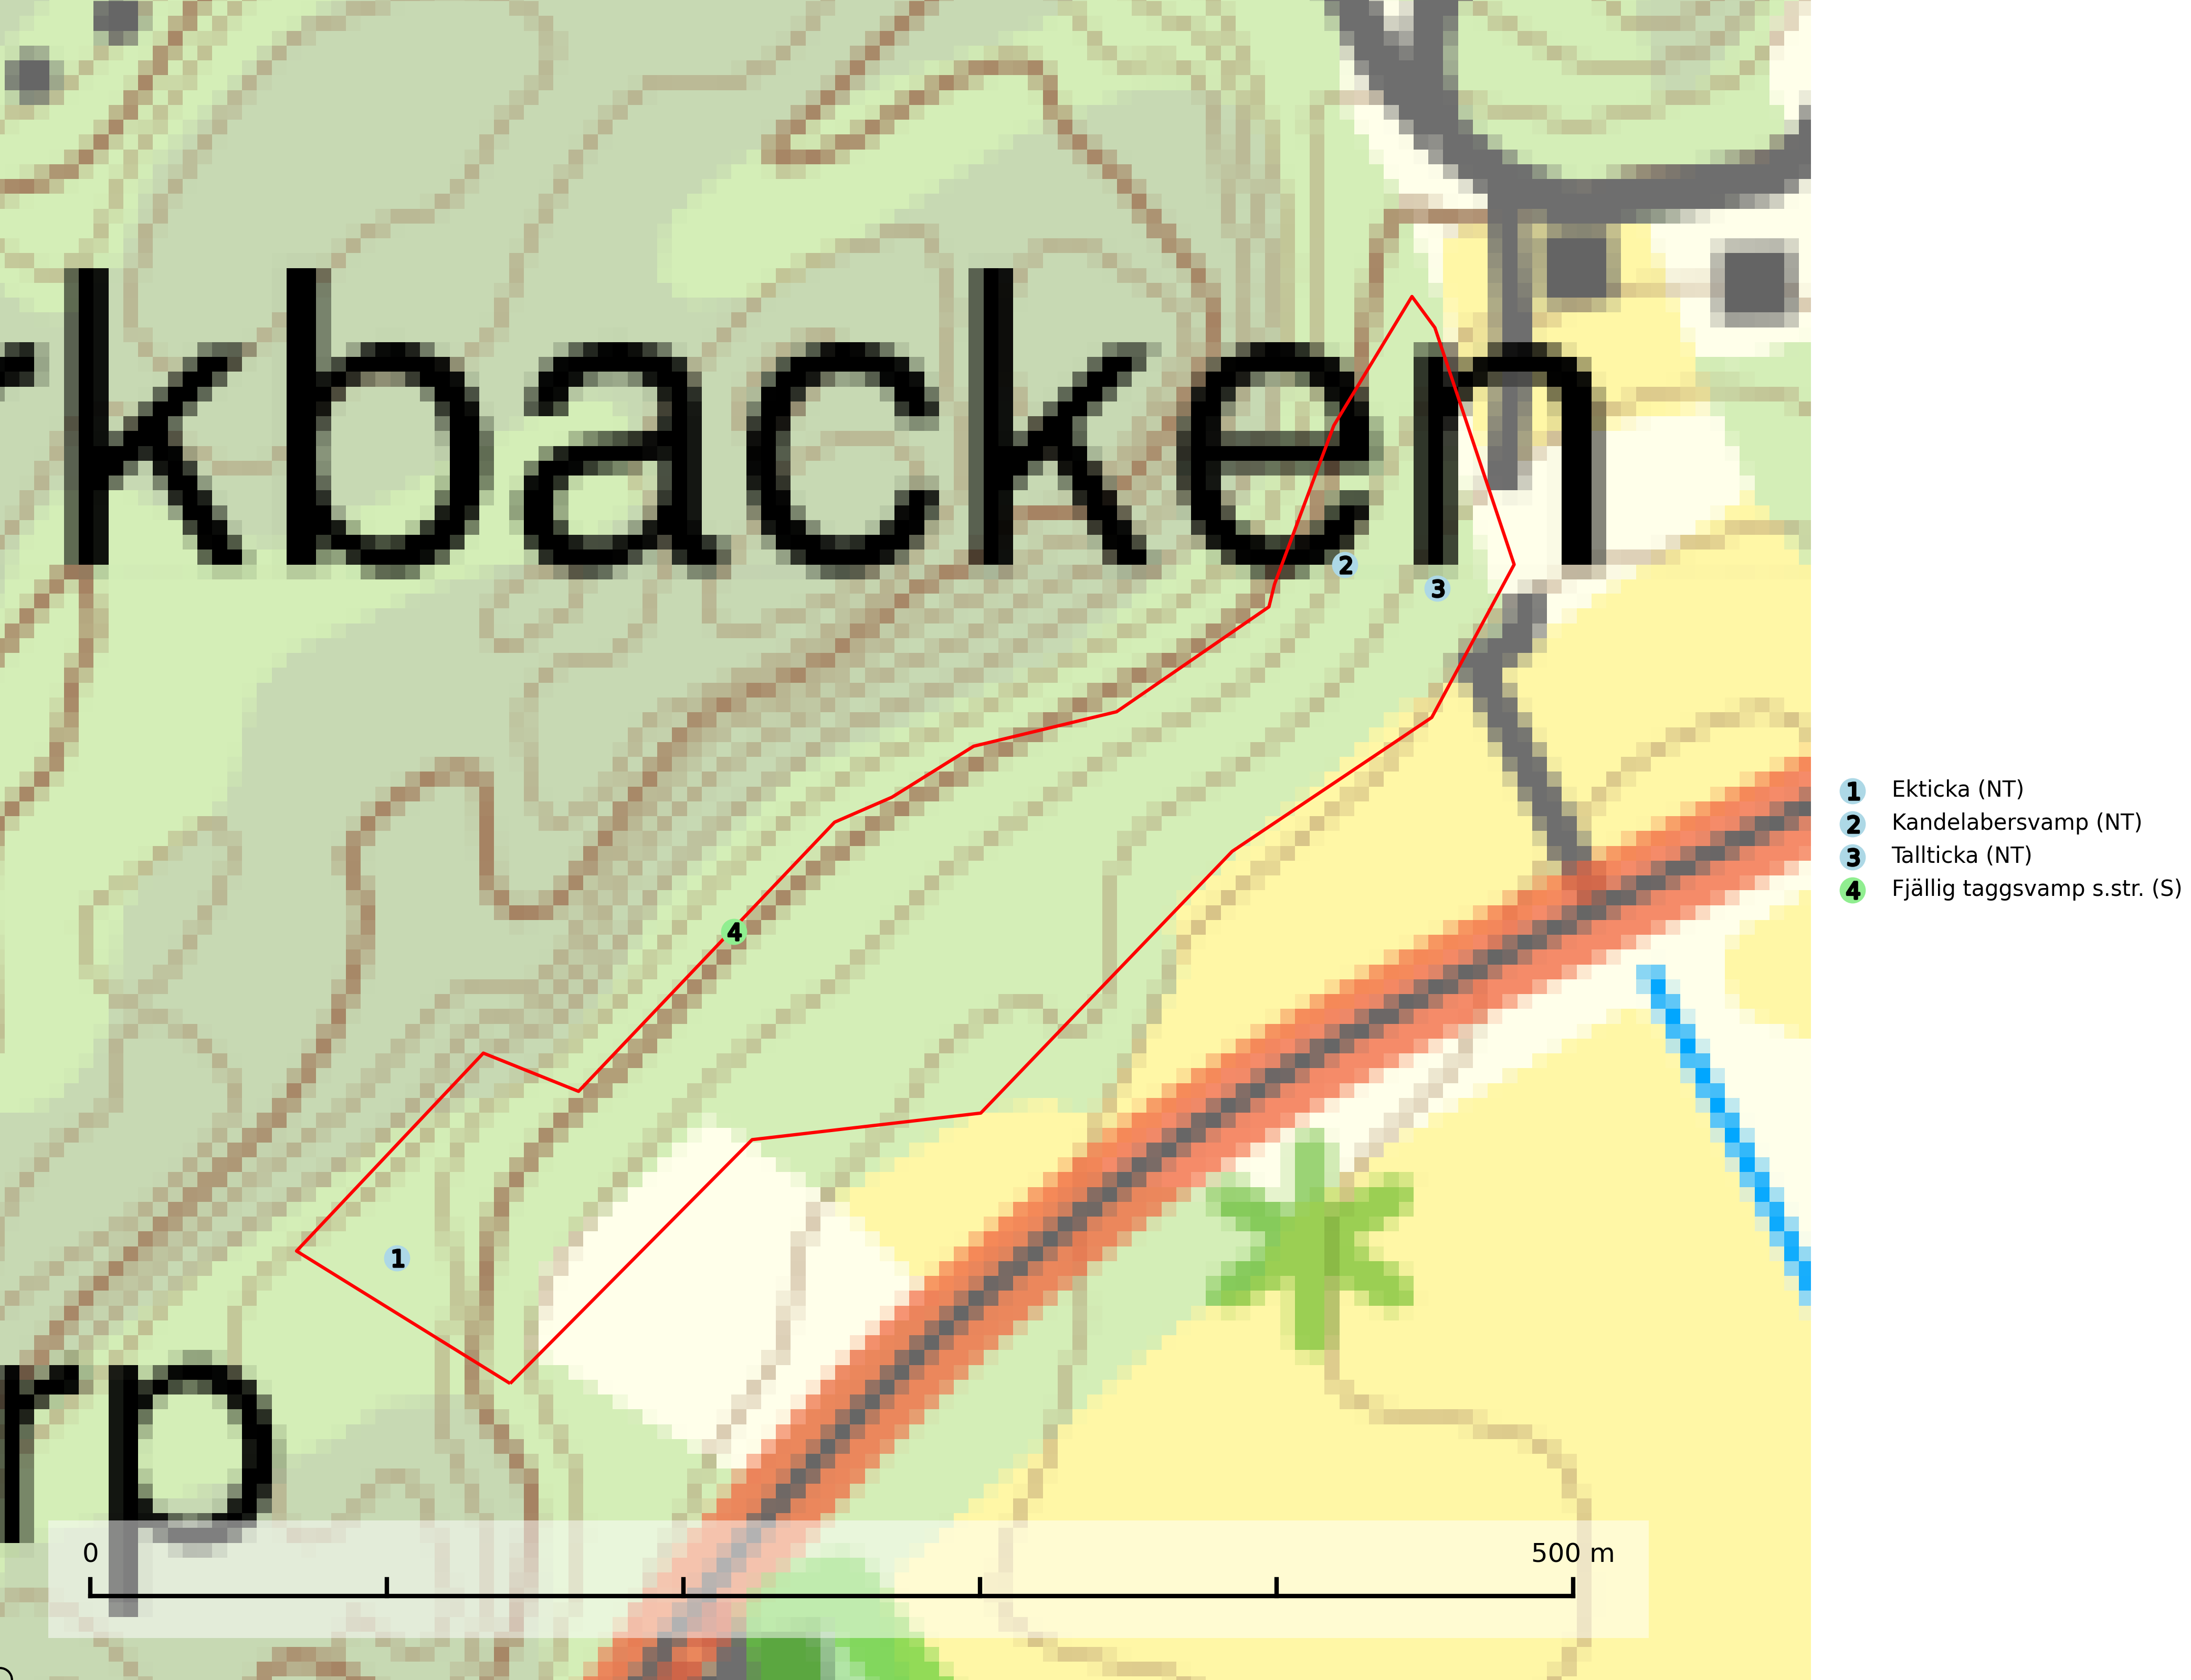 rkbacken
2
3
4
1
rp
0 500 m
1 Ekticka (NT)
2 Kandelabersvamp (NT)
3 Tallticka (NT)
4 Fjällig taggsvamp s.str. (S)